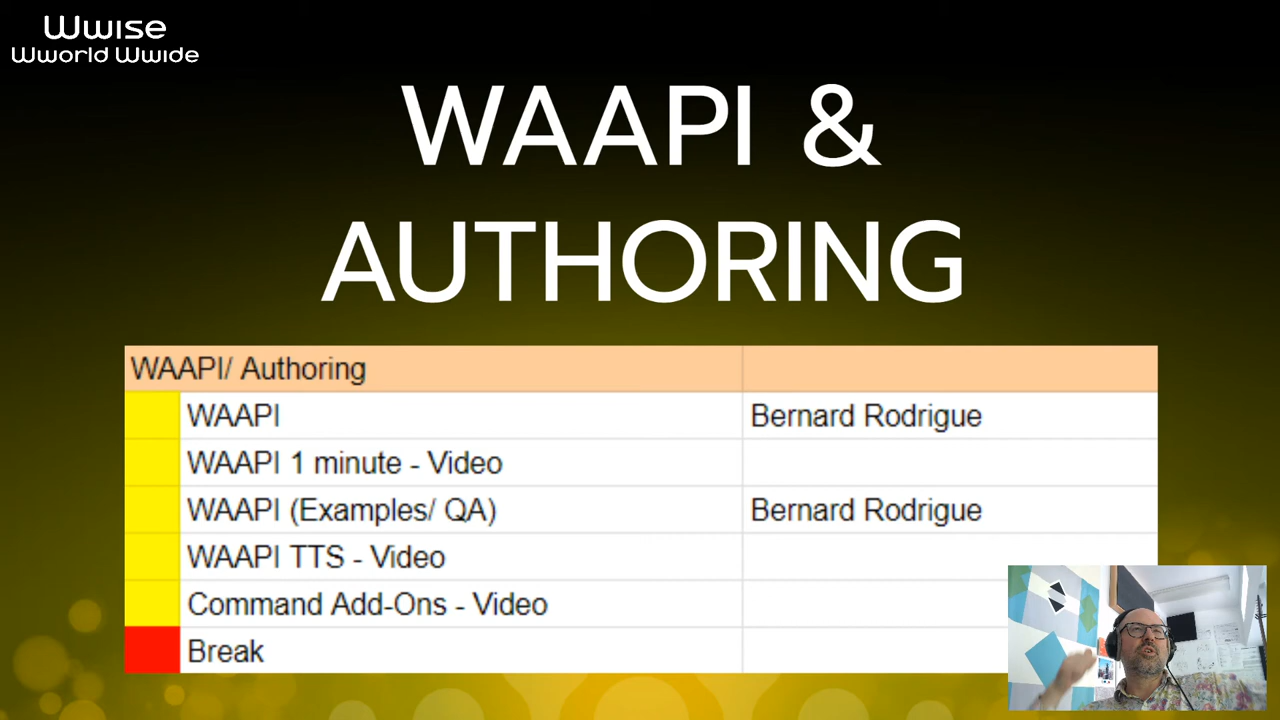 Wwise
Wworld Wwide
WAAPI &
AUTHORING
WAAPI/ Authoring
WAAPI Bernard Rodrigue
WAAPI 1 minute - Video
WAAPI (Examples/ QA) Bernard Rodrigue
WAAPI TTS - Video
Command Add-Ons - Video
Break